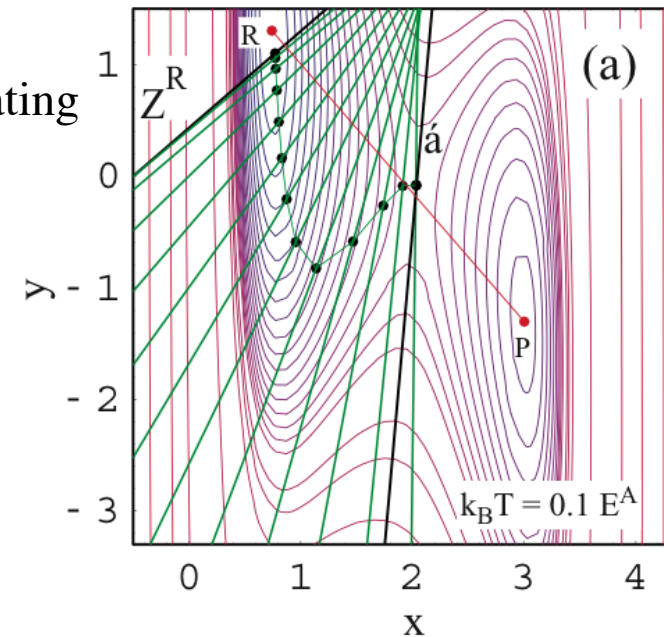 R
(a)
ating
Z^R
á
1
0
y
- 1
- 2
- 3
P
k_BT = 0.1 E^A
0 1 2 3 4
x